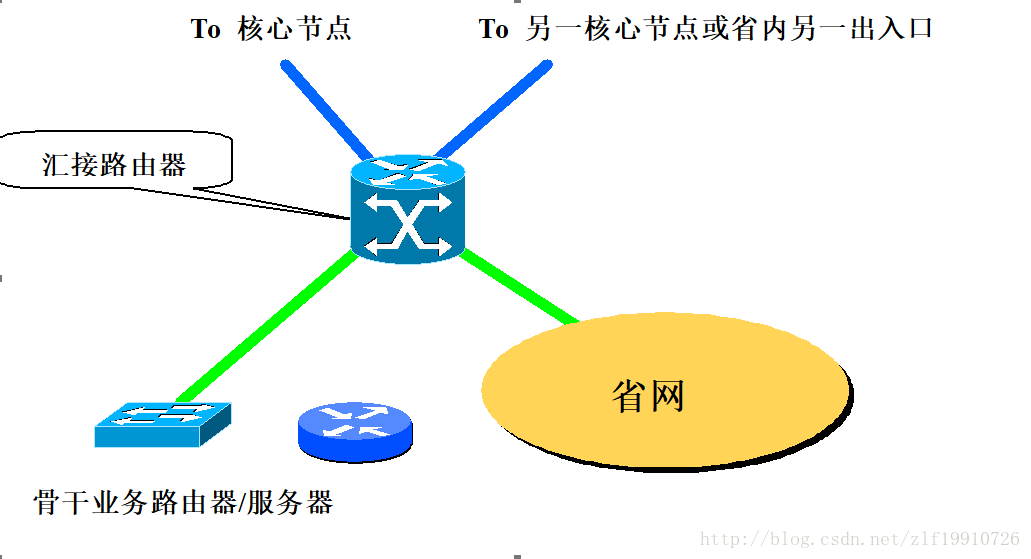 To 核心节点
To 另一核心节点或省内另一出入口
汇接路由器
省网
骨干业务路由器/服务器
http://blog.csdn.net/zlf19910726